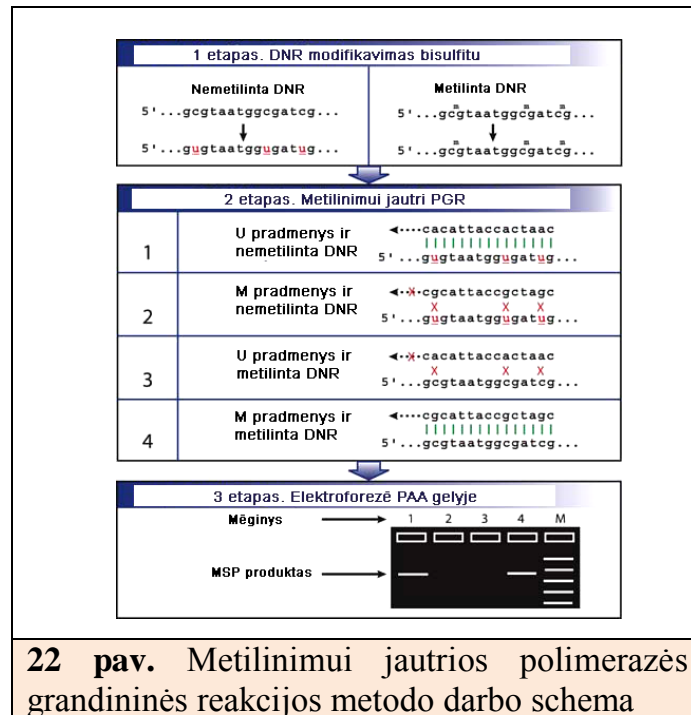 1 etapas. DNR modifikavimas bisulfitu
Nemetilinta DNR
5'...gcgtaatggcgatcg...
5'...gugtaatggugatug...
Metilinta DNR
m m m
5'...gcgtaatggcgatcg...
m m m
5'...gcgtaatggcgatcg...
2 etapas. Metilinimui jautri PGR
1
U pradmenys ir
nemetilinta DNR
cacattaccactaac
5'...gugtaatggugatug...
2
M pradmenys ir
nemetilinta DNR
X cgcattaccgctagc
X X X
5'...gugtaatggugatug...
3
U pradmenys ir
metilinta DNR
X cacattaccactaac
X X X
5'...gcgtaatggcgatcg...
4
M pradmenys ir
metilinta DNR
cgcattaccgctagc
5'...gcgtaatggcgatcg...
3 etapas. Elektroforezė PAA gelyje
Mėginys 1 2 3 4 M
MSP produktas
22 pav. Metilinimui jautrios polimerazės
grandininės reakcijos metodo darbo schema